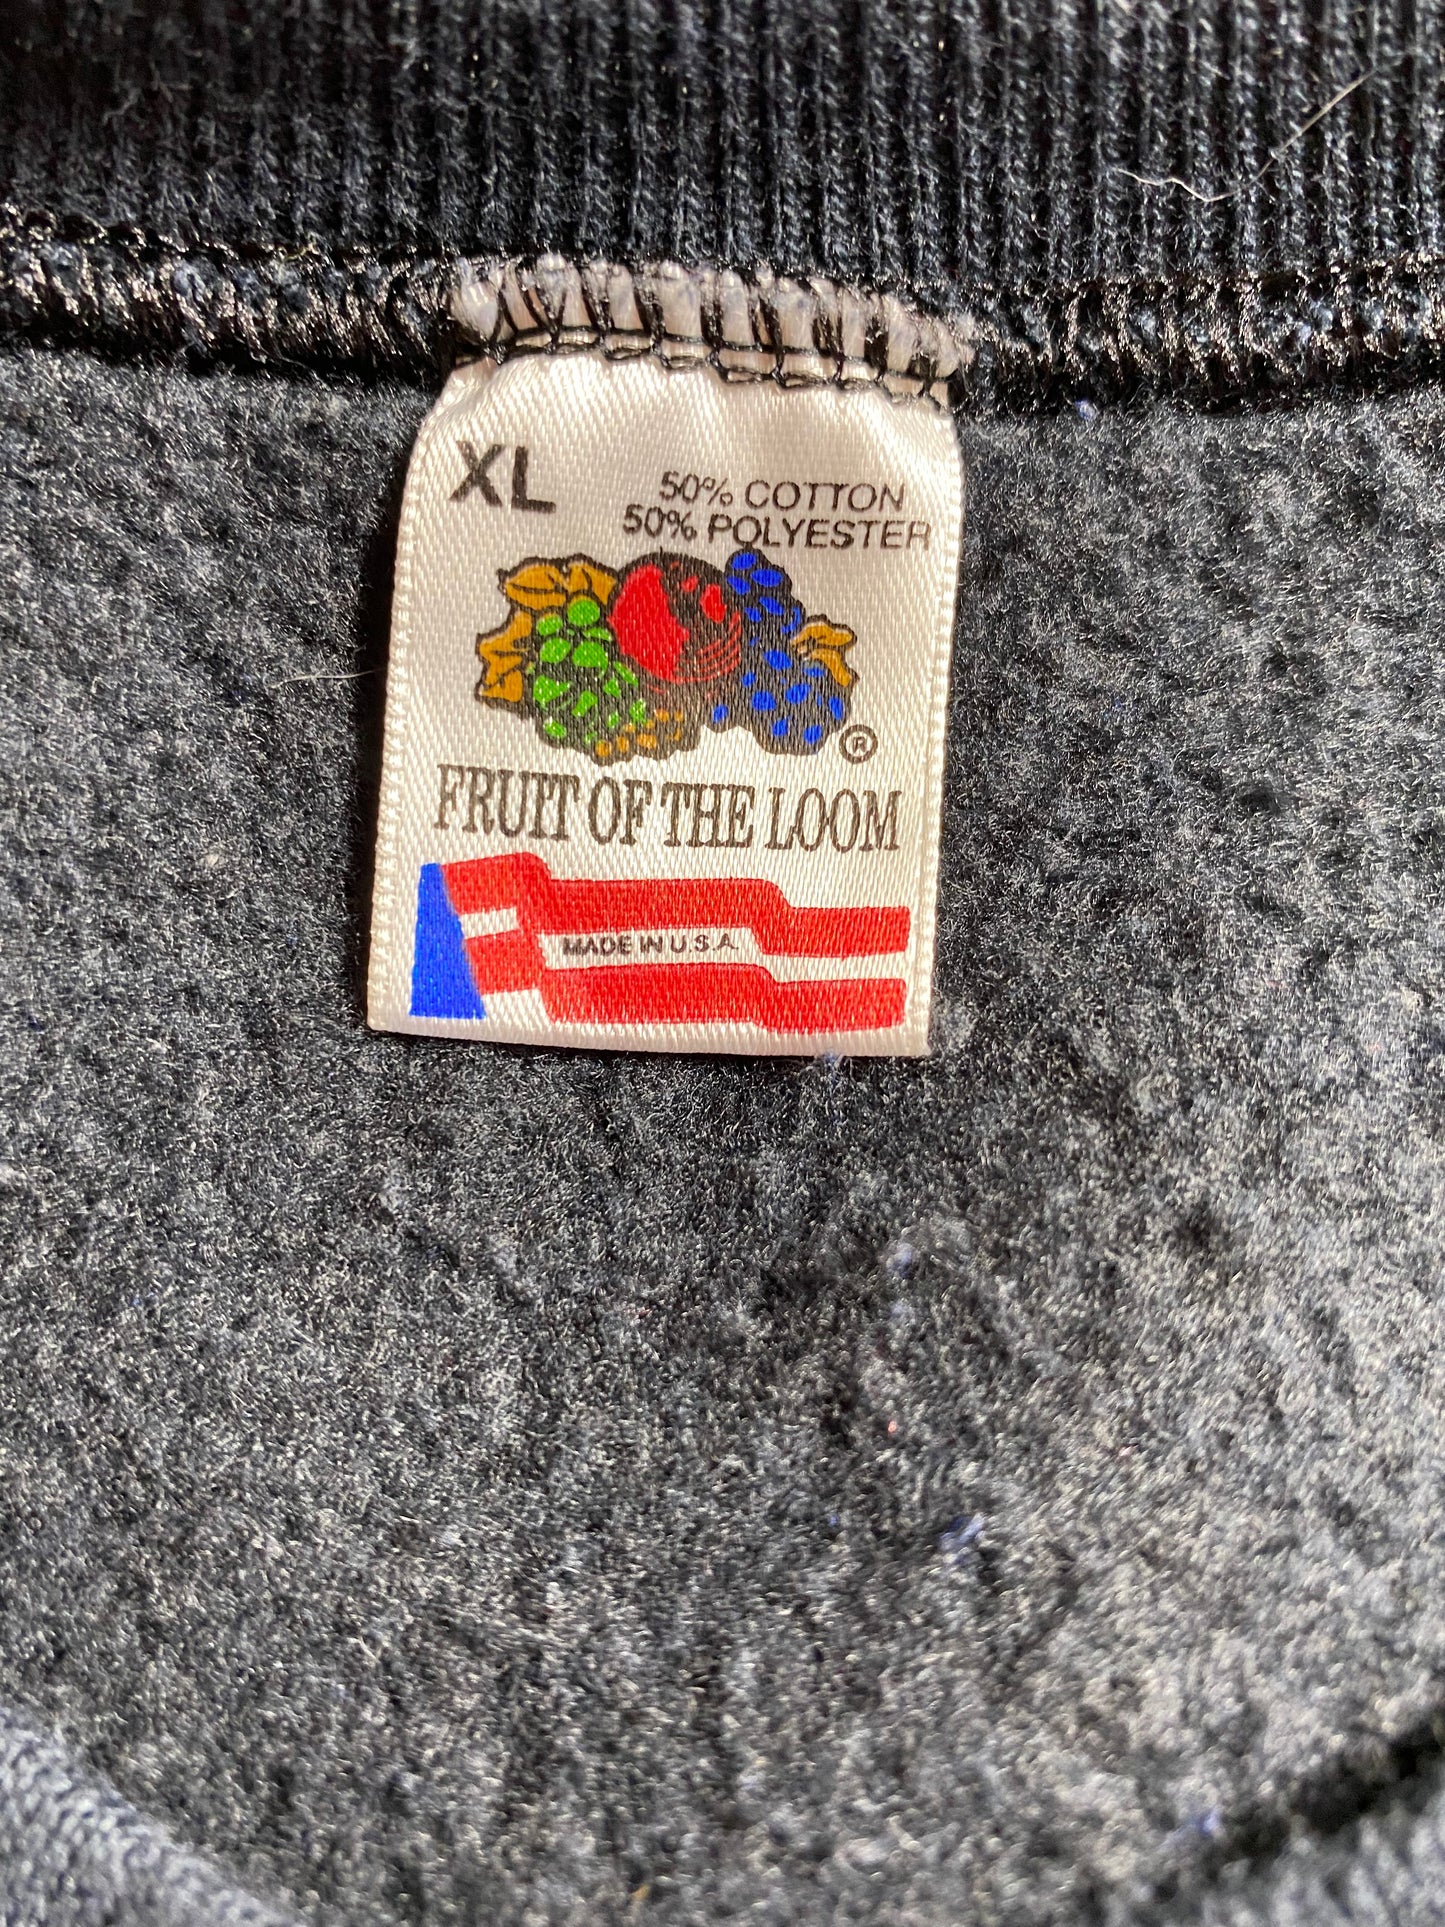 XL
50% COTTON
50% POLYESTER
®
FRUIT OF THE LOOM
MADE IN U.S.A.